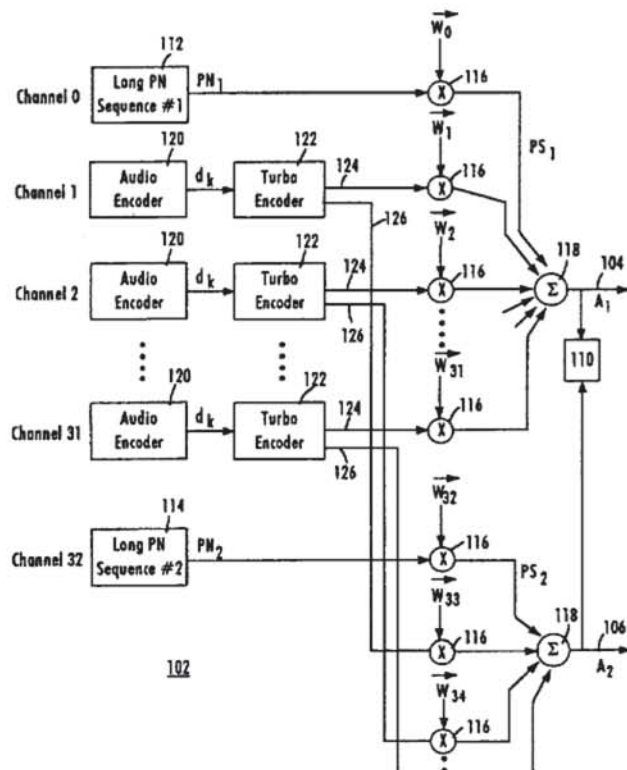 112
W0
Channel 0
Long PN
Sequence #1
PN1
X
116
W1
PS1
120
122
Channel 1
Audio
Encoder
dk
Turbo
Encoder
124
X
116
126
W2
120
122
118
104
Channel 2
Audio
Encoder
dk
Turbo
Encoder
124
X
116
Σ
A1
126
110
W31
120
122
Channel 31
Audio
Encoder
dk
Turbo
Encoder
124
X
116
126
W32
114
Channel 32
Long PN
Sequence #2
PN2
X
116
PS2
W33
118
106
102
X
116
Σ
A2
W34
X
116